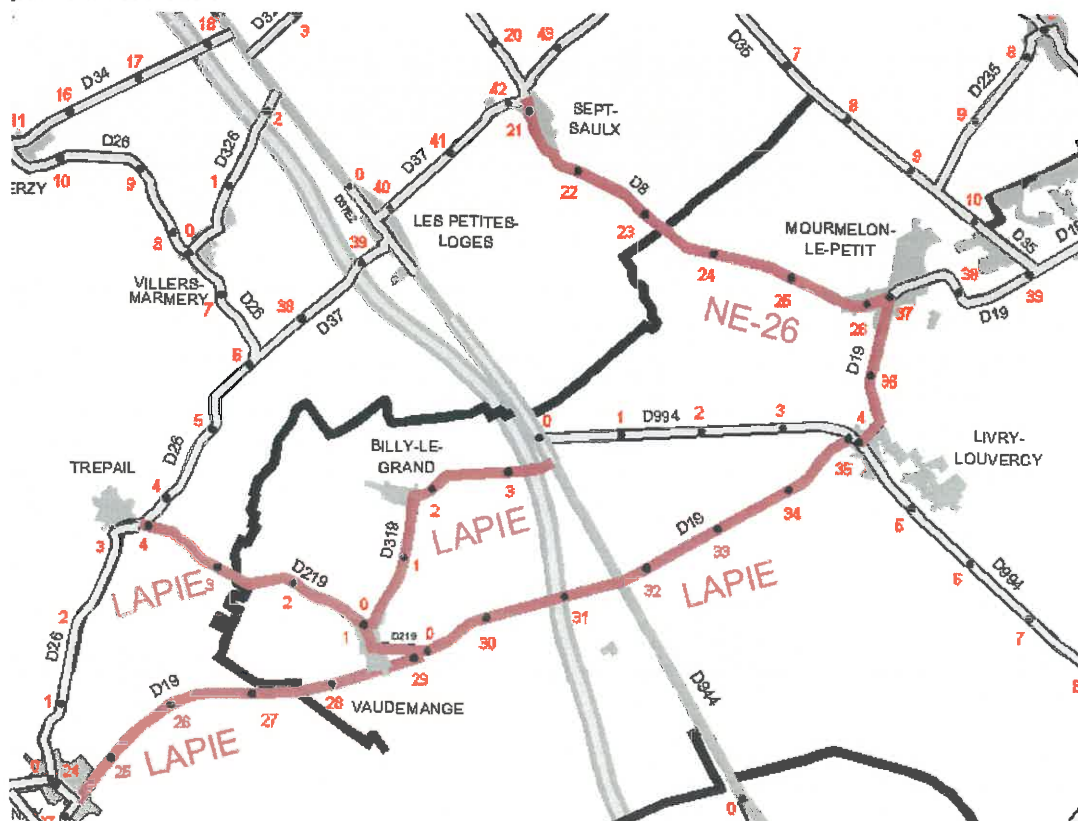 18
D32
3
20
43
D35
7
8
17
D34
16
11
42
SEPT-
SAULX
D235
2
21
8
9
D326
41
D37
D26
10
9
ERZY
22
1
0
40
D8
9
D37E2
10
8
0
LES PETITES-
LOGES
23
MOURMELON-
LE-PETIT
D35
39
24
38
39
VILLERS-
MARMERY
7
25
26
37
D19
D26
38
D37
NE-26
6
D19
36
5
0
1
D994
2
3
4
LIVRY-
LOUVERCY
TREPAIL
D26
BILLY-LE-
GRAND
35
4
2
3
34
5
3
4
LAPIE
D19
33
D319
1
6
D994
LAPIE
3
D219
2
32
LAPIE
2
0
31
7
1
D219
0
30
D26
29
D19
28
8
1
26
27
VAUDEMANGE
D944
LAPIE
25
24
0
0